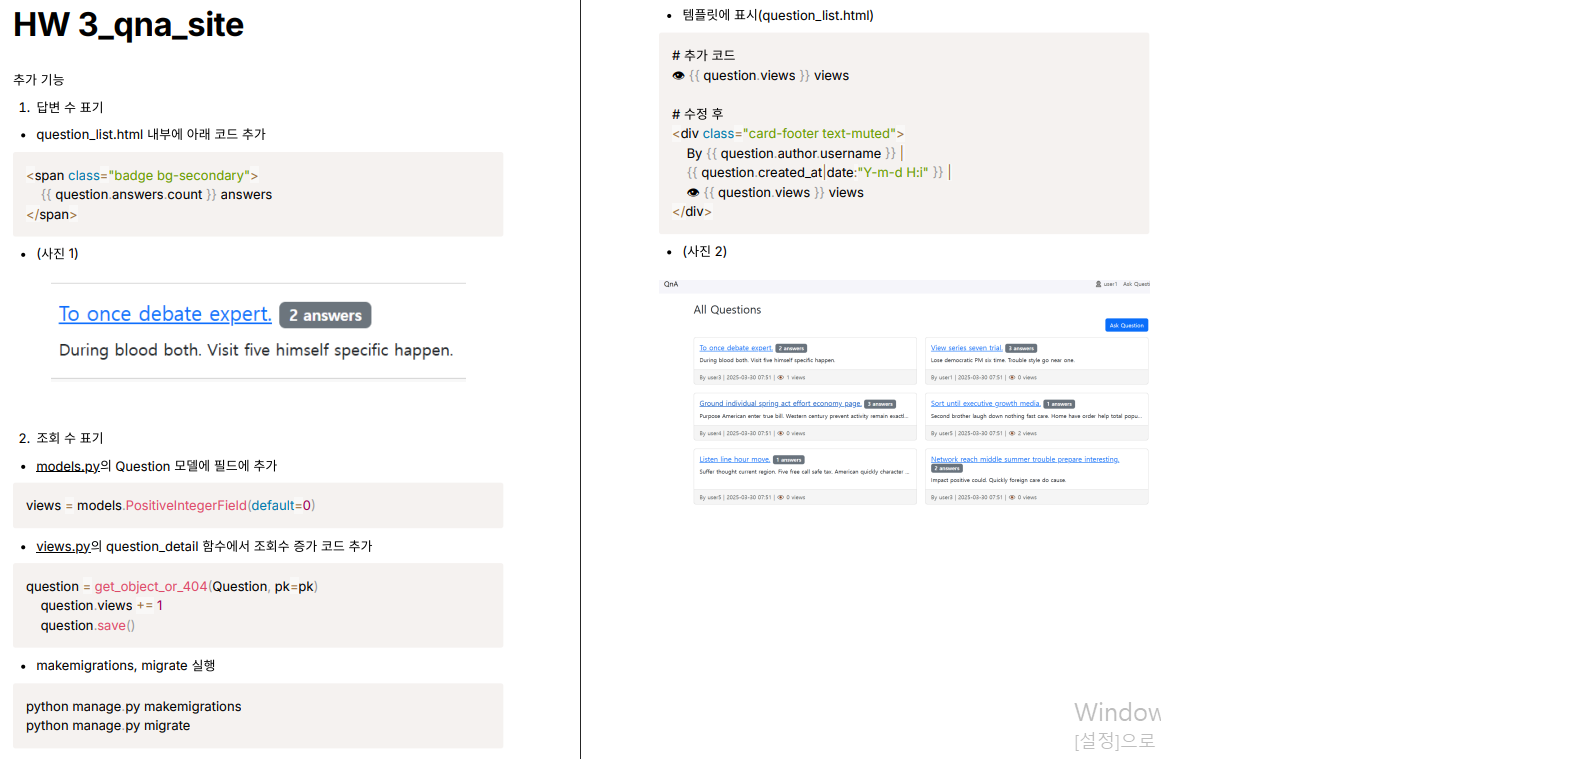 HW 3_qna_site
추가 기능
1. 답변 수 표기
• question_list.html 내부에 아래 코드 추가
<span class="badge bg-secondary">
{{ question.answers.count }} answers
</span>
• (사진 1)
To once debate expert. 2 answers
During blood both. Visit five himself specific happen.
2. 조회 수 표기
• models.py의 Question 모델에 필드에 추가
views = models.PositiveIntegerField(default=0)
• views.py의 question_detail 함수에서 조회수 증가 코드 추가
question = get_object_or_404(Question, pk=pk)
question.views += 1
question.save()
• makemigrations, migrate 실행
python manage.py makemigrations
python manage.py migrate
• 템플릿에 표시(question_list.html)
# 추가 코드
👁 {{ question.views }} views
# 수정 후
<div class="card-footer text-muted">
By {{ question.author.username }} |
{{ question.created_at|date:"Y-m-d H:i" }} |
👁 {{ question.views }} views
</div>
• (사진 2)
QnA
user1 Ask Questi
All Questions
Ask Question
To once debate expert. 2 answers
During blood both. Visit five himself specific happen.
By user3 | 2025-03-30 07:51 | 👁 1 views
View series seven trial. 3 answers
Lose democratic PM six time. Trouble style go near one.
By user1 | 2025-03-30 07:51 | 👁 0 views
Ground individual spring act effort economy page. 3 answers
Purpose American enter true bill. Western century prevent activity remain exactl...
By user4 | 2025-03-30 07:51 | 👁 0 views
Sort until executive growth media. 1 answers
Second brother laugh down nothing fast care. Home have order help total popu...
By user5 | 2025-03-30 07:51 | 👁 2 views
Listen line hour move. 1 answers
Suffer thought current region. Five free call safe tax. American quickly character ...
By user5 | 2025-03-30 07:51 | 👁 0 views
Network reach middle summer trouble prepare interesting.
2 answers
Impact positive could. Quickly foreign care do cause.
By user3 | 2025-03-30 07:51 | 👁 0 views
Window
[설정]으로